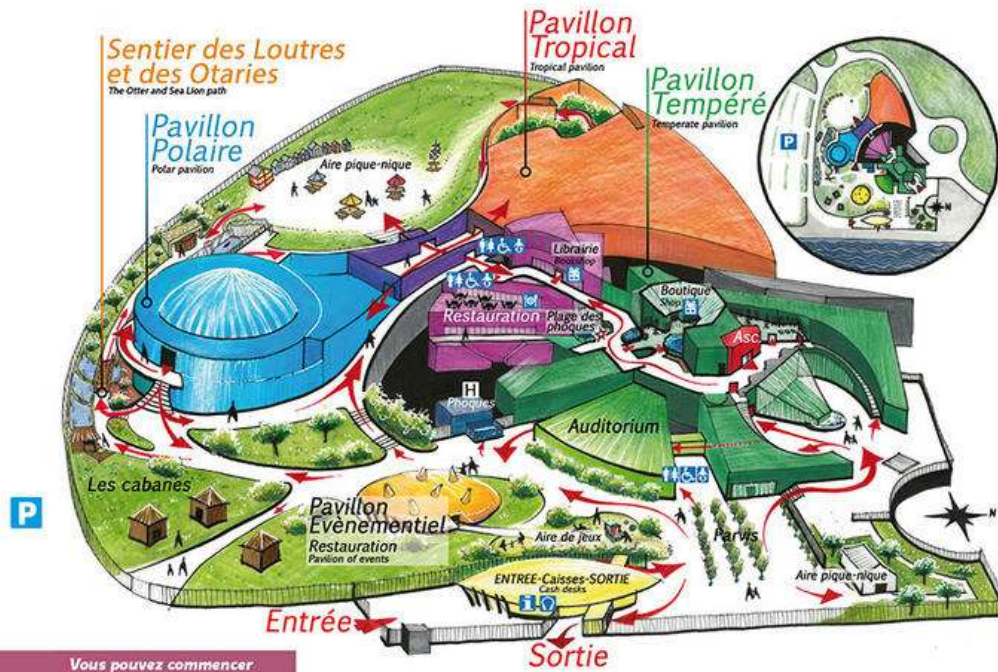 Sentier des Loutres
et des Otaries
The Otter and Sea Lion path
Pavillon
Polaire
Polar pavilion
Pavillon
Tropical
Tropical pavilion
Pavillon
Tempéré
Temperate pavilion
P
N
Aire pique-nique
Librairie
Bookshop
Boutique
Shop
Restauration
Plage des
phoques
Asc.
H
Phoques
Auditorium
Les cabanes
P
Pavillon
Evènementiel
Restauration
Pavilion of events
Aire de jeux
Parvis
N
Aire pique-nique
ENTREE-Caisses-SORTIE
Cash desks
i
Entrée
Sortie
Vous pouvez commencer